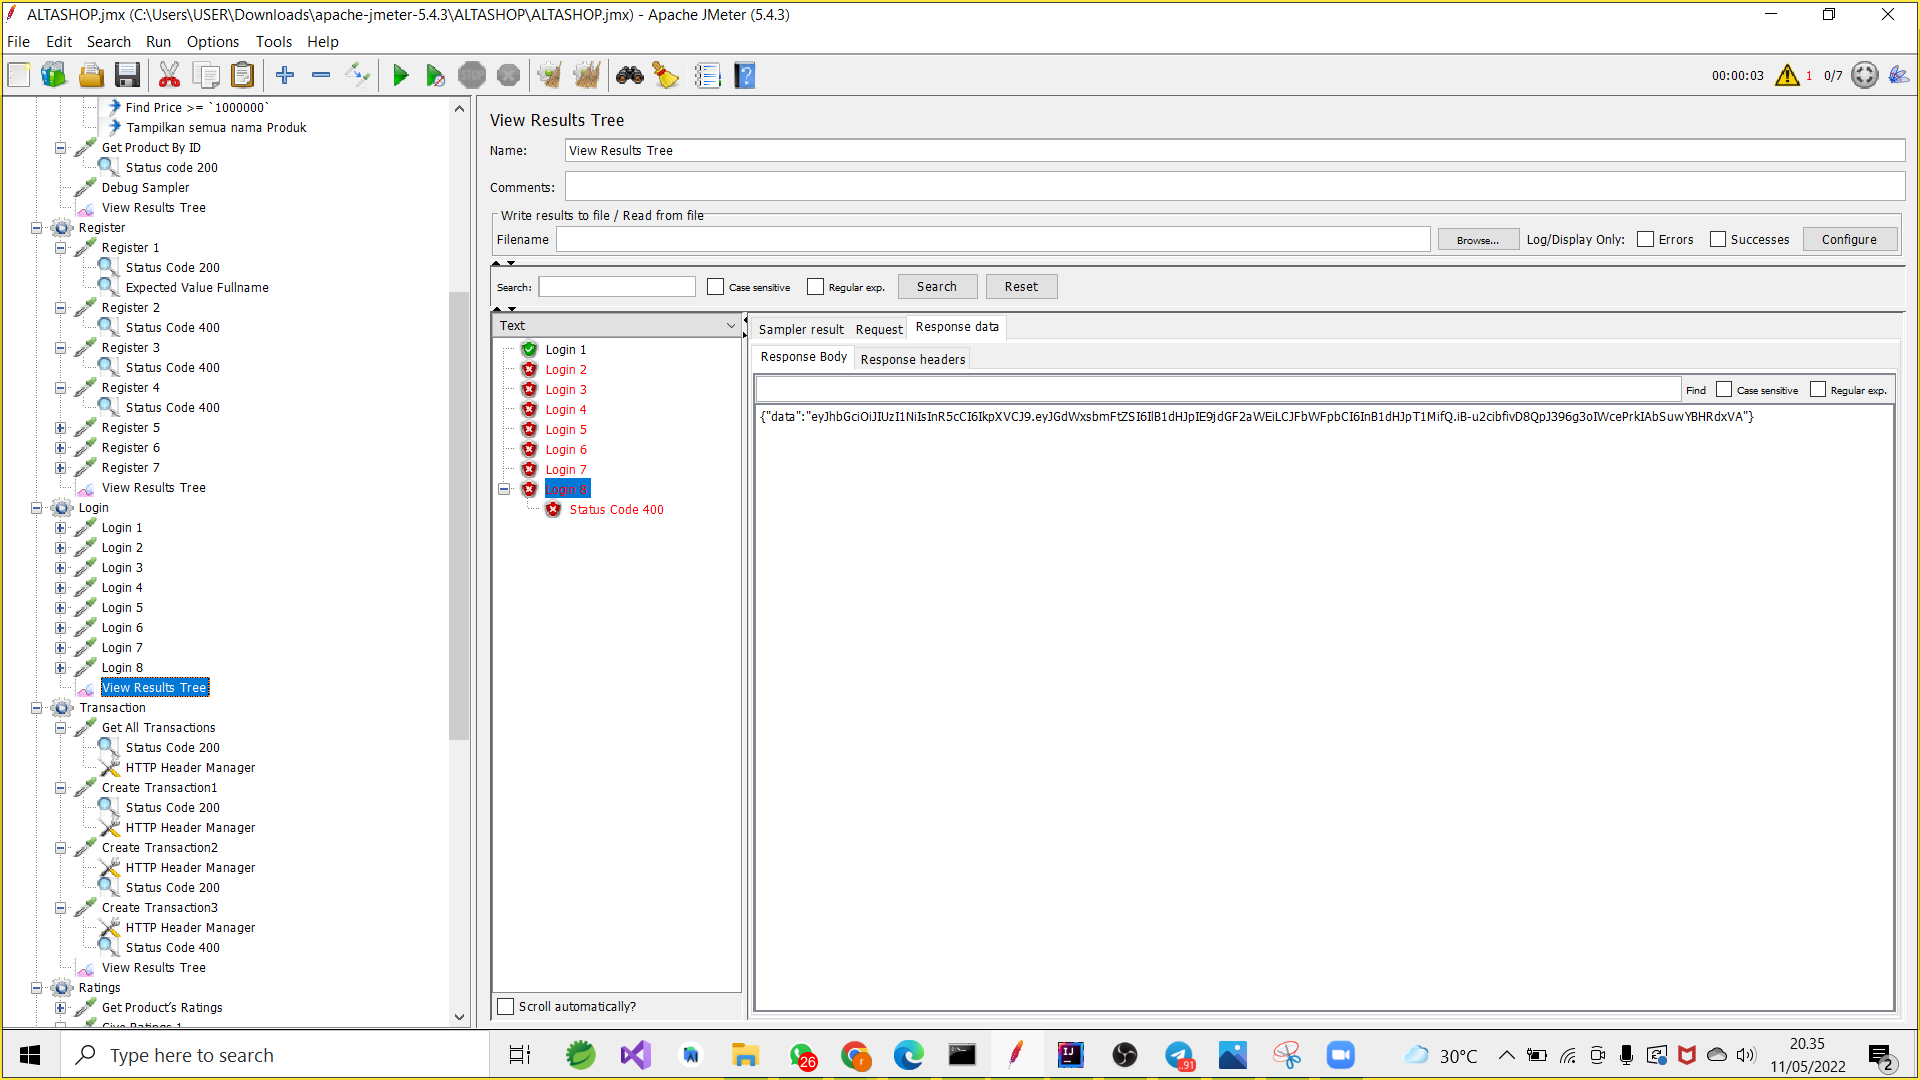 ALTASHOP.jmx (C:\Users\USER\Downloads\apache-jmeter-5.4.3\ALTASHOP\ALTASHOP.jmx) - Apache JMeter (5.4.3)
File Edit Search Run Options Tools Help
STOP
00:00:03 1 0/7
Find Price >= `1000000`
Tampilkan semua nama Produk
Get Product By ID
Status code 200
Debug Sampler
View Results Tree
Register
Register 1
Status Code 200
Expected Value Fullname
Register 2
Status Code 400
Register 3
Status Code 400
Register 4
Status Code 400
Register 5
Register 6
Register 7
View Results Tree
Login
Login 1
Login 2
Login 3
Login 4
Login 5
Login 6
Login 7
Login 8
View Results Tree
Transaction
Get All Transactions
Status Code 200
HTTP Header Manager
Create Transaction1
Status Code 200
HTTP Header Manager
Create Transaction2
HTTP Header Manager
Status Code 200
Create Transaction3
HTTP Header Manager
Status Code 400
View Results Tree
Ratings
Get Product's Ratings
Give Ratings 1
View Results Tree
Name: View Results Tree
Comments:
Write results to file / Read from file
Filename Browse... Log/Display Only: Errors Successes Configure
Search: Case sensitive Regular exp. Search Reset
Text
Login 1
Login 2
Login 3
Login 4
Login 5
Login 6
Login 7
Login 8
Status Code 400
Scroll automatically?
Sampler result Request Response data
Response Body Response headers
Find Case sensitive Regular exp.
{"data":"eyJhbGciOiJIUzI1NiIsInR5cCI6IkpXVCJ9.eyJGdWxsbmFtZSI6IlB1dHJpIE9jdGF2aWEiLCJFbWFpbCI6InB1dHJpT1MifQ.iB-u2cibfivD8QpJ396g3oIWcePrkIAbSuwYBHRdxVA"}
Type here to search
26
r
IJ
..91
30°C
20.35
11/05/2022
2